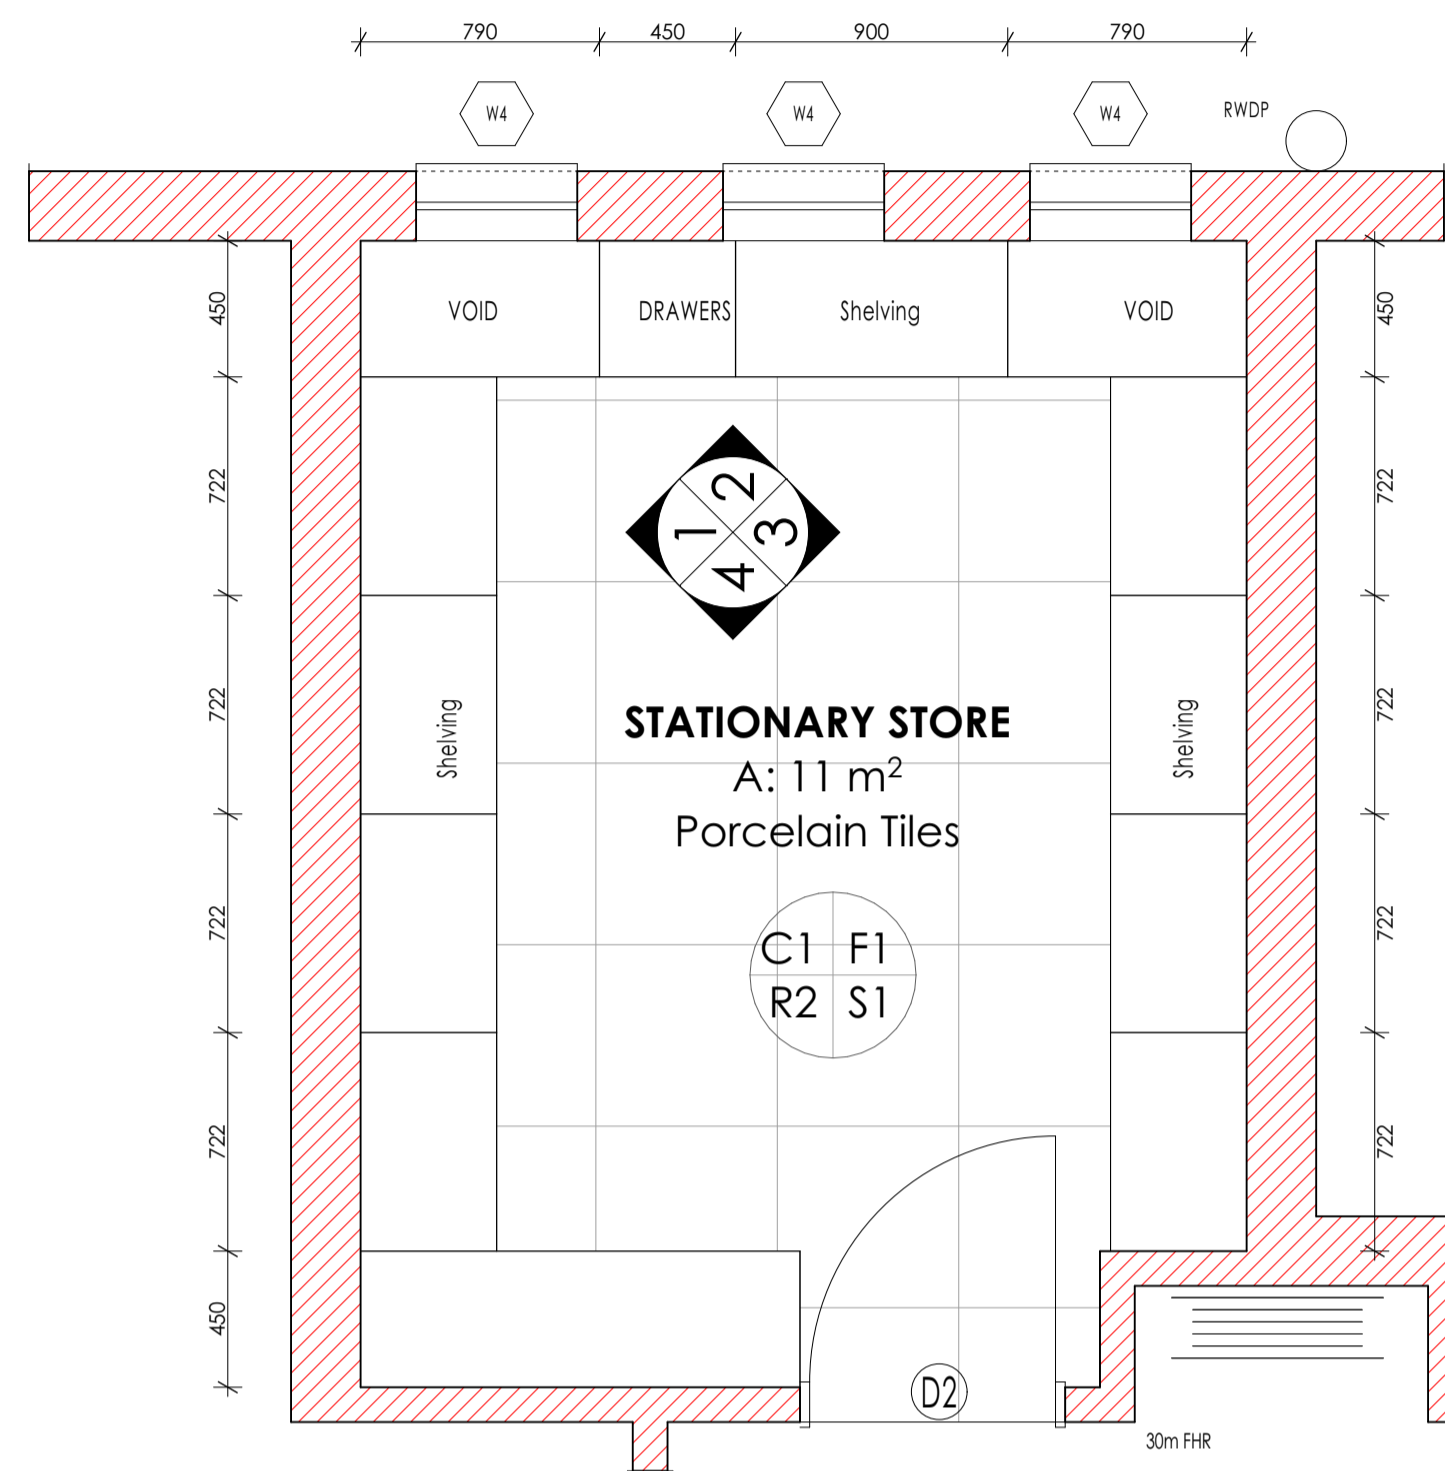 790 450 900 790
W4 W4 W4 RWDP
450 VOID DRAWERS Shelving VOID 450
722 722
1 2 3 4
722 Shelving Shelving 722
STATIONARY STORE
A: 11 m²
Porcelain Tiles
722 722
C1 F1
R2 S1
722 722
450
D2
30m FHR